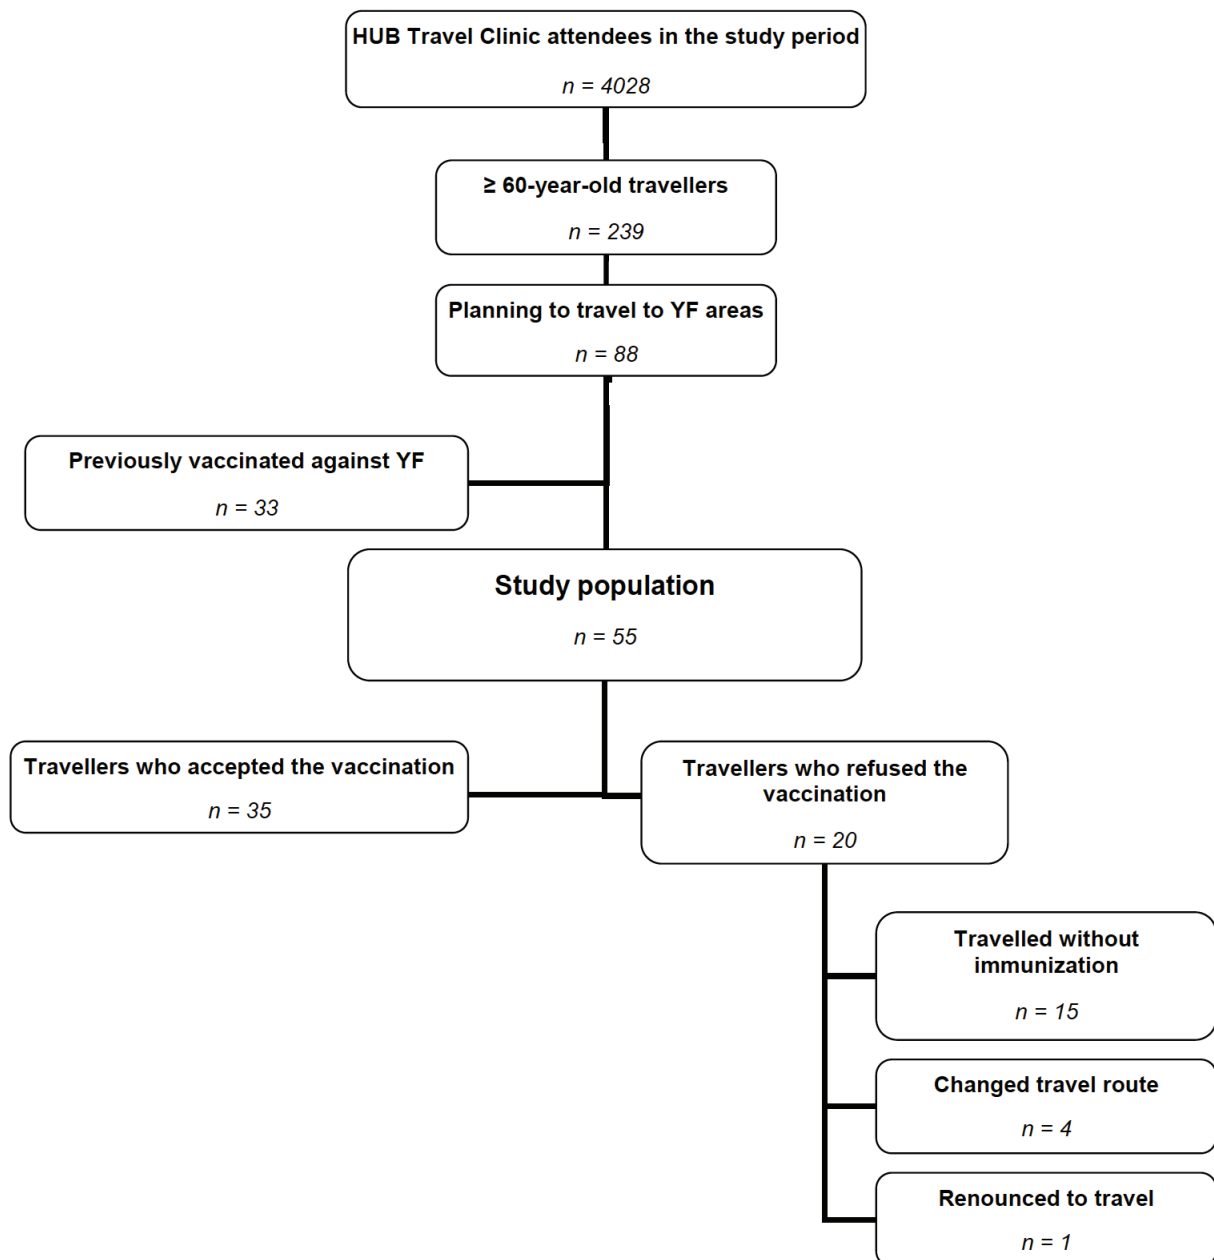 HUB Travel Clinic attendees in the study period
n = 4028
≥ 60-year-old travellers
n = 239
Planning to travel to YF areas
n = 88
Previously vaccinated against YF
n = 33
Study population
n = 55
Travellers who accepted the vaccination
n = 35
Travellers who refused the
vaccination
n = 20
Travelled without
immunization
n = 15
Changed travel route
n = 4
Renounced to travel
n = 1